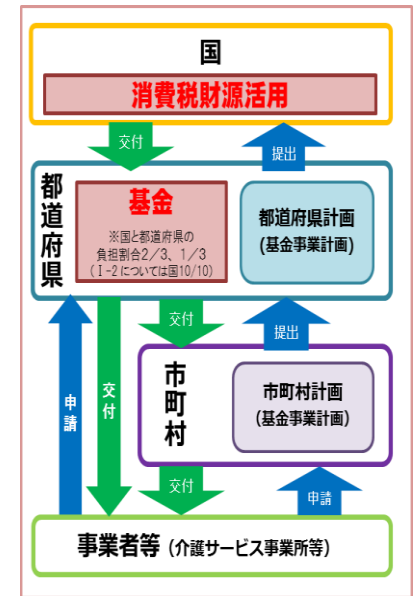 国
消費税財源活用
交付
提出
都道府県
基金
※国と都道府県の
負担割合2/3、1/3
(Ⅰ-2については国10/10)
都道府県計画
(基金事業計画)
交付
提出
申請
交付
市町村
市町村計画
(基金事業計画)
交付
申請
事業者等 (介護サービス事業所等)